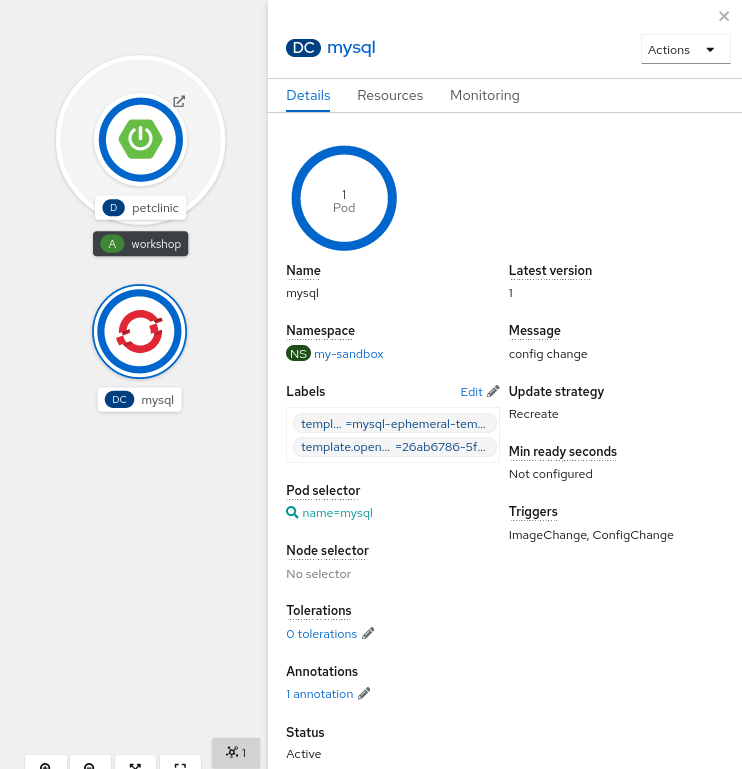 D petclinic
A workshop
DC mysql
1
×
DC mysql
Actions
Details Resources Monitoring
1
Pod
Name
mysql
Latest version
1
Namespace
NS my-sandbox
Message
config change
Labels Edit
templ... =mysql-ephemeral-tem...
template.open... =26ab6786-5f...
Update strategy
Recreate
Pod selector
name=mysql
Min ready seconds
Not configured
Node selector
No selector
Triggers
ImageChange, ConfigChange
Tolerations
0 tolerations
Annotations
1 annotation
Status
Active